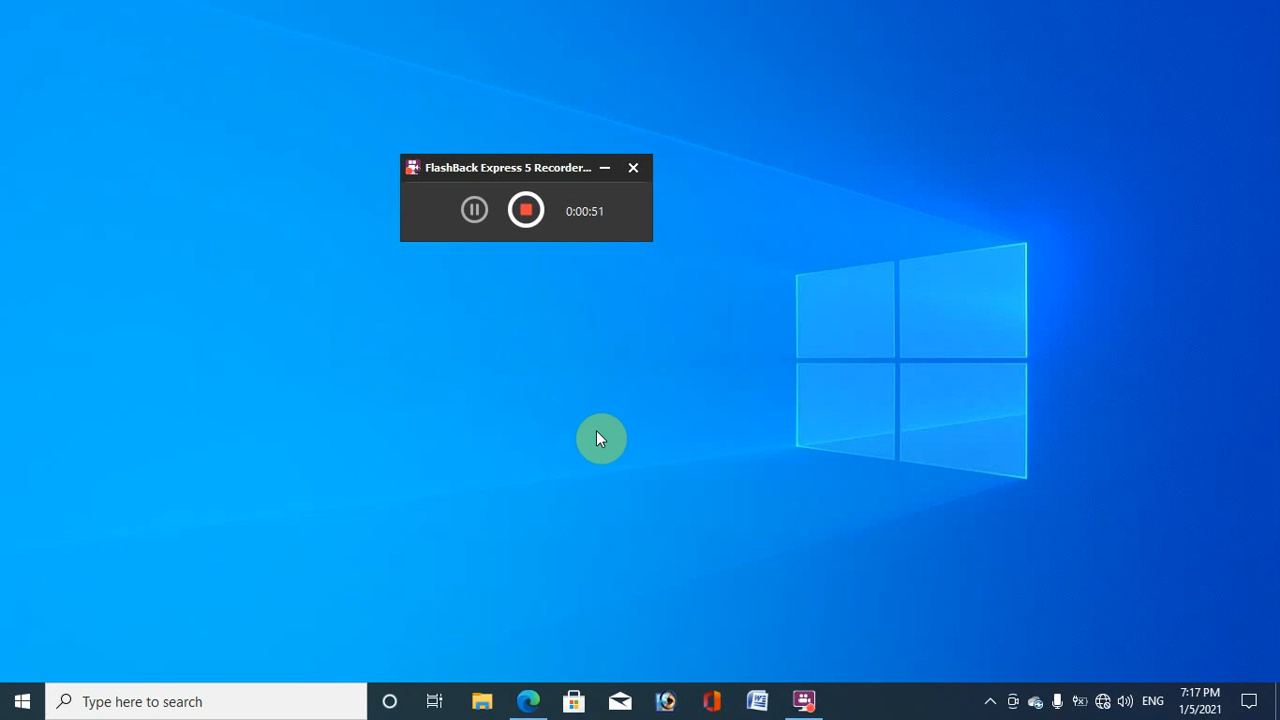 FlashBack Express 5 Recorder...
0:00:51
Type here to search
ENG
7:17 PM
1/5/2021